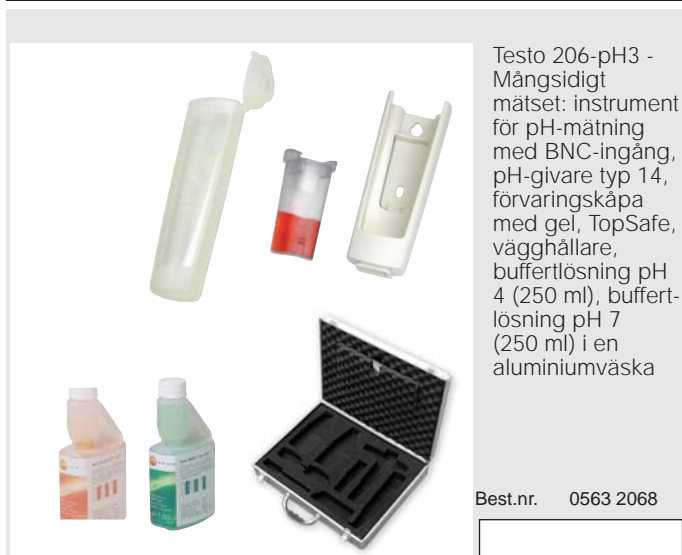 Testo 206-pH3 -
Mångsidigt
mätset: instrument
för pH-mätning
med BNC-ingång,
pH-givare typ 14,
förvaringskåpa
med gel, TopSafe,
vägghållare,
buffertlösning pH
4 (250 ml), buffert-
lösning pH 7
(250 ml) i en
aluminiumväska
Best.nr. 0563 2068